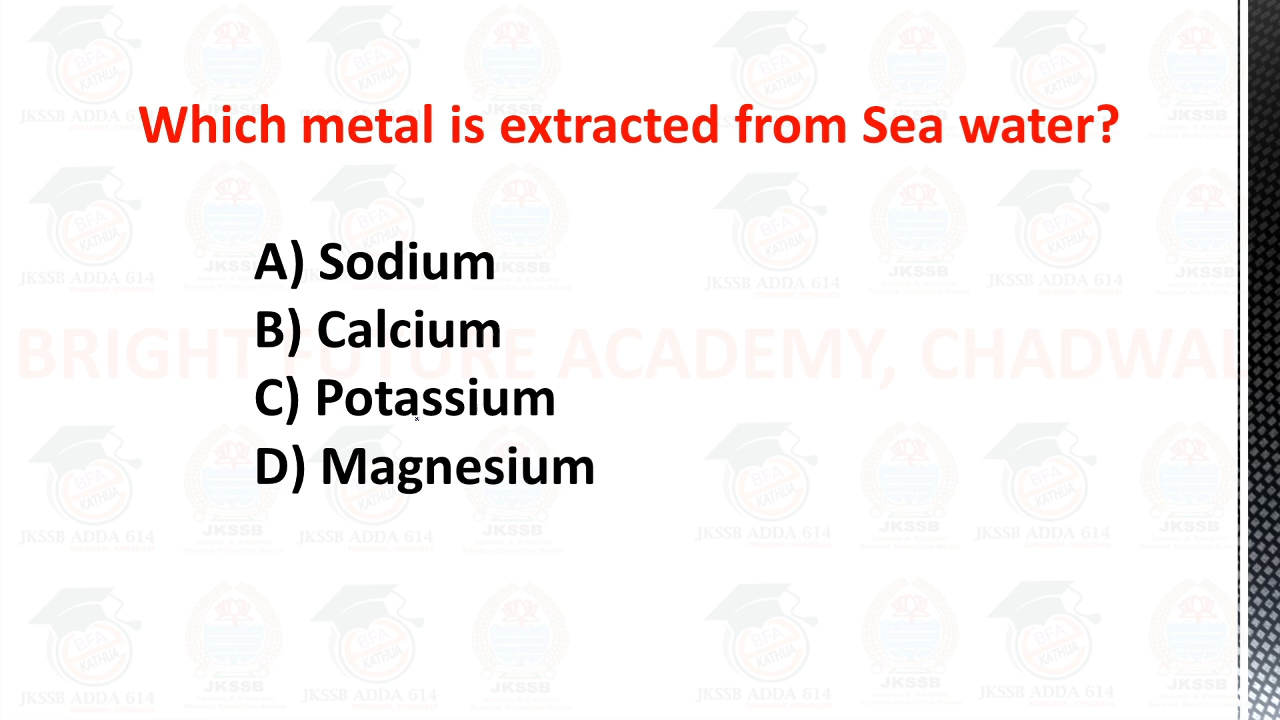 Which metal is extracted from Sea water?
A) Sodium
B) Calcium
BRIGHT FUTURE ACADEMY, CHADWAL
C) Potassium
D) Magnesium
BFA
KATHUA
JKSSB ADDA 614
JKSSB